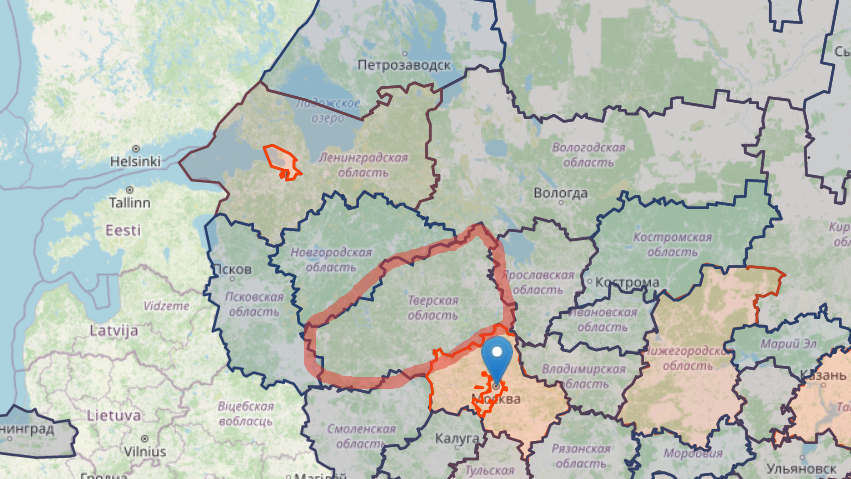 Петрозаводск
Ладожское
озеро
Helsinki
Ленинградская
область
Вологодская
область
Tallinn
Вологда
Eesti
Новгородская
область
Костромская
область
Псков
Ярославская
область
Кострома
Псковская
область
Тверская
область
Vidzeme
Ивановская
область
Latvija
Нижегородская
Марий Эл
Владимирская
область
Казань
Москва
Lietuva
Віцебская
вобласць
Смоленская
область
Калуга
Vilnius
Рязанская
область
Мордовия
Тульская
Ульяновск